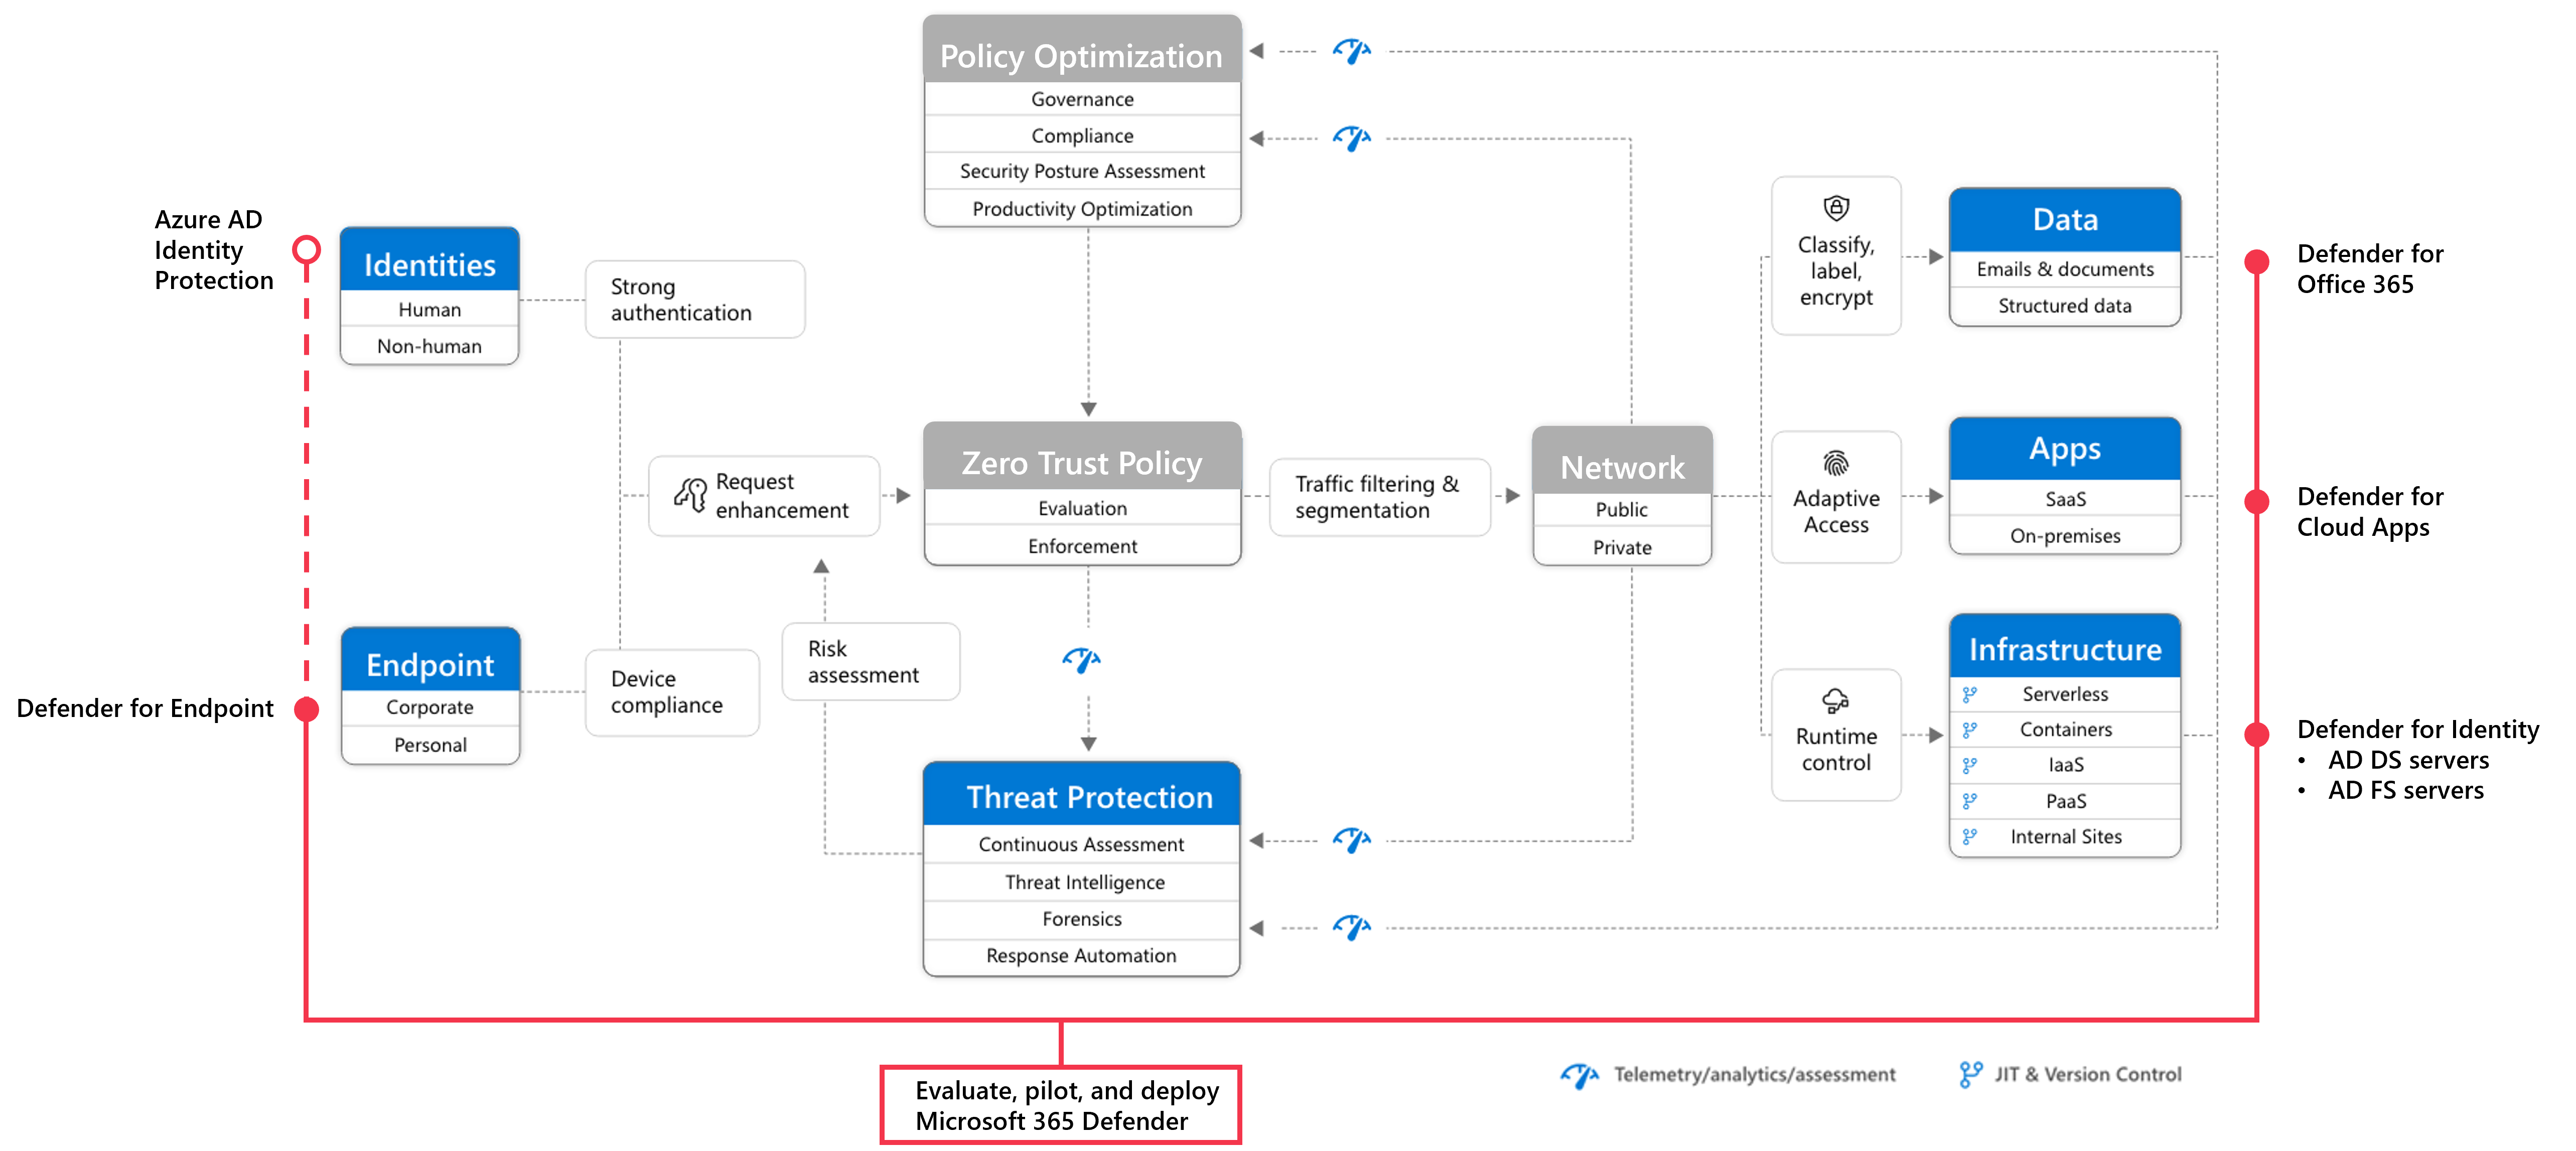 Policy Optimization
Governance
Compliance
Security Posture Assessment
Productivity Optimization
Azure AD
Identity
Protection
Identities
Human
Non-human
Strong
authentication
Classify,
label,
encrypt
Data
Emails & documents
Structured data
Defender for
Office 365
Request
enhancement
Zero Trust Policy
Evaluation
Enforcement
Traffic filtering &
segmentation
Network
Public
Private
Adaptive
Access
Apps
SaaS
On-premises
Defender for
Cloud Apps
Defender for Endpoint
Endpoint
Corporate
Personal
Device
compliance
Risk
assessment
Runtime
control
Infrastructure
Serverless
Containers
IaaS
PaaS
Internal Sites
Defender for Identity
• AD DS servers
• AD FS servers
Threat Protection
Continuous Assessment
Threat Intelligence
Forensics
Response Automation
Evaluate, pilot, and deploy
Microsoft 365 Defender
Telemetry/analytics/assessment
JIT & Version Control